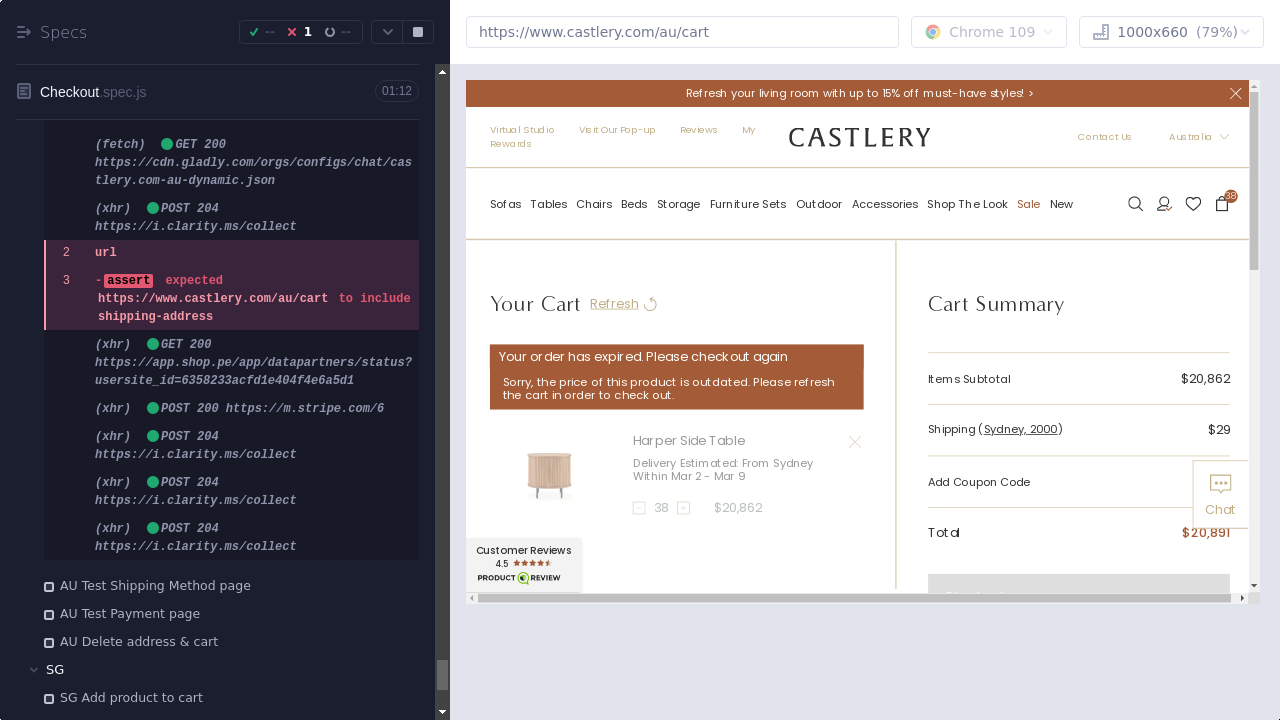 Specs
-- 1 --
https://www.castlery.com/au/cart
Chrome 109
1000x660 (79%)
Checkout.spec.js
01:12
(fetch) GET 200
https://cdn.gladly.com/orgs/configs/chat/cas
tlery.com-au-dynamic.json
(xhr) POST 204
https://i.clarity.ms/collect
2 url
3 -assert expected
https://www.castlery.com/au/cart to include
shipping-address
(xhr) GET 200
https://app.shop.pe/app/datapartners/status?
usersite_id=6358233acfd1e404f4e6a5d1
(xhr) POST 200 https://m.stripe.com/6
(xhr) POST 204
https://i.clarity.ms/collect
(xhr) POST 204
https://i.clarity.ms/collect
(xhr) POST 204
https://i.clarity.ms/collect
AU Test Shipping Method page
AU Test Payment page
AU Delete address & cart
SG
SG Add product to cart
Refresh your living room with up to 15% off must-have styles! >
Virtual Studio Visit Our Pop-up Reviews My
Rewards
CASTLERY
Contact Us Australia
Sofas Tables Chairs Beds Storage Furniture Sets Outdoor Accessories Shop The Look Sale New
38
Your Cart Refresh
Your order has expired. Please check out again
Sorry, the price of this product is outdated. Please refresh
the cart in order to check out.
Harper Side Table
Delivery Estimated: From Sydney
Within Mar 2 - Mar 9
38 $20,862
Customer Reviews
4.5
PRODUCT REVIEW
Cart Summary
Items Subtotal $20,862
Shipping (Sydney, 2000) $29
Add Coupon Code
Chat
Total $20,891